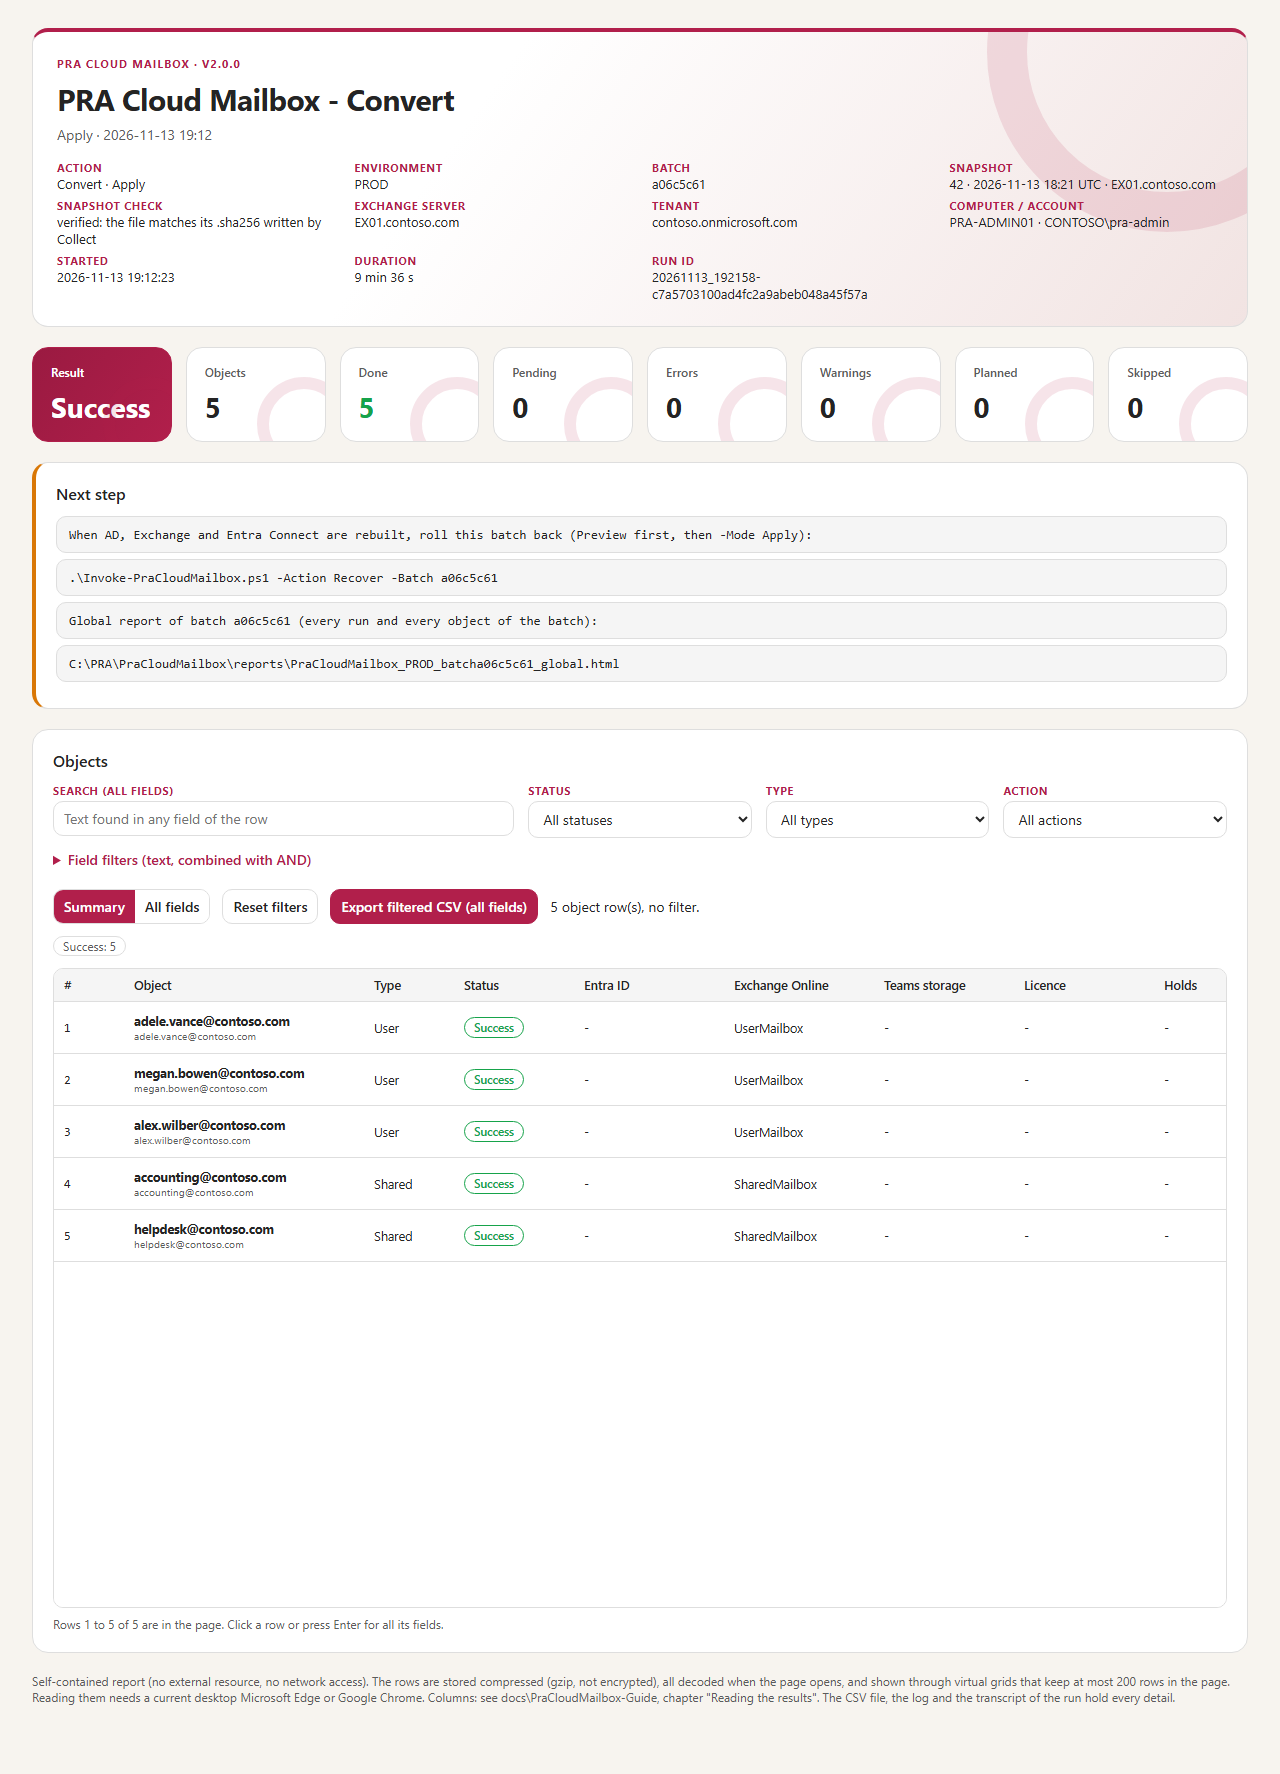 PRA CLOUD MAILBOX · V2.0.0
PRA Cloud Mailbox - Convert
Apply · 2026-11-13 19:12
ACTION
Convert · Apply
ENVIRONMENT
PROD
BATCH
a06c5c61
SNAPSHOT
42 · 2026-11-13 18:21 UTC · EX01.contoso.com
SNAPSHOT CHECK
verified: the file matches its .sha256 written by
Collect
EXCHANGE SERVER
EX01.contoso.com
TENANT
contoso.onmicrosoft.com
COMPUTER / ACCOUNT
PRA-ADMIN01 · CONTOSO\pra-admin
STARTED
2026-11-13 19:12:23
DURATION
9 min 36 s
RUN ID
20261113_192158-
c7a5703100ad4fc2a9abeb048a45f57a
Result
Success
Objects
5
Done
5
Pending
0
Errors
0
Warnings
0
Planned
0
Skipped
0
Next step
When AD, Exchange and Entra Connect are rebuilt, roll this batch back (Preview first, then -Mode Apply):
.\Invoke-PraCloudMailbox.ps1 -Action Recover -Batch a06c5c61
Global report of batch a06c5c61 (every run and every object of the batch):
C:\PRA\PraCloudMailbox\reports\PraCloudMailbox_PROD_batcha06c5c61_global.html
Objects
SEARCH (ALL FIELDS)
Text found in any field of the row
STATUS
All statuses
TYPE
All types
ACTION
All actions
Field filters (text, combined with AND)
Summary All fields Reset filters Export filtered CSV (all fields) 5 object row(s), no filter.
Success: 5
# Object Type Status Entra ID Exchange Online Teams storage Licence Holds
1 adele.vance@contoso.com User Success - UserMailbox - - -
adele.vance@contoso.com
2 megan.bowen@contoso.com User Success - UserMailbox - - -
megan.bowen@contoso.com
3 alex.wilber@contoso.com User Success - UserMailbox - - -
alex.wilber@contoso.com
4 accounting@contoso.com Shared Success - SharedMailbox - - -
accounting@contoso.com
5 helpdesk@contoso.com Shared Success - SharedMailbox - - -
helpdesk@contoso.com
Rows 1 to 5 of 5 are in the page. Click a row or press Enter for all its fields.
Self-contained report (no external resource, no network access). The rows are stored compressed (gzip, not encrypted), all decoded when the page opens, and shown through virtual grids that keep at most 200 rows in the page.
Reading them needs a current desktop Microsoft Edge or Google Chrome. Columns: see docs\PraCloudMailbox-Guide, chapter "Reading the results". The CSV file, the log and the transcript of the run hold every detail.